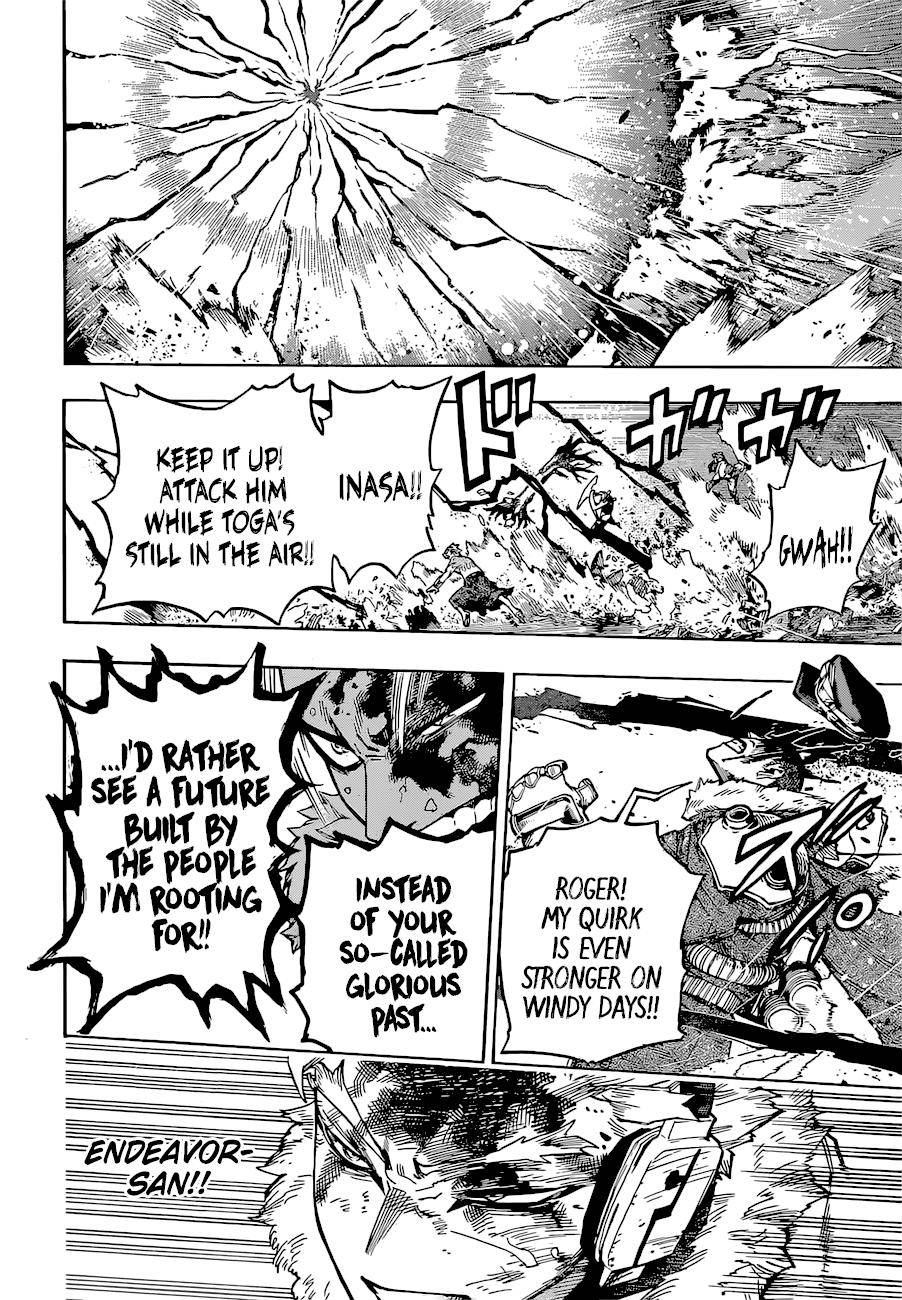 ドガガ
GWAH!!
INASA!!
KEEP IT UP!
ATTACK HIM
WHILE TOGA'S
STILL IN THE AIR!!
ROGER!
MY QUIRK
IS EVEN
STRONGER ON
WINDY DAYS!!
INSTEAD
OF YOUR
SO-CALLED
GLORIOUS
PAST...
...I'D RATHER
SEE A FUTURE
BUILT BY
THE PEOPLE
I'M ROOTING
FOR!!
...
ENDEAVOR-
SAN!!